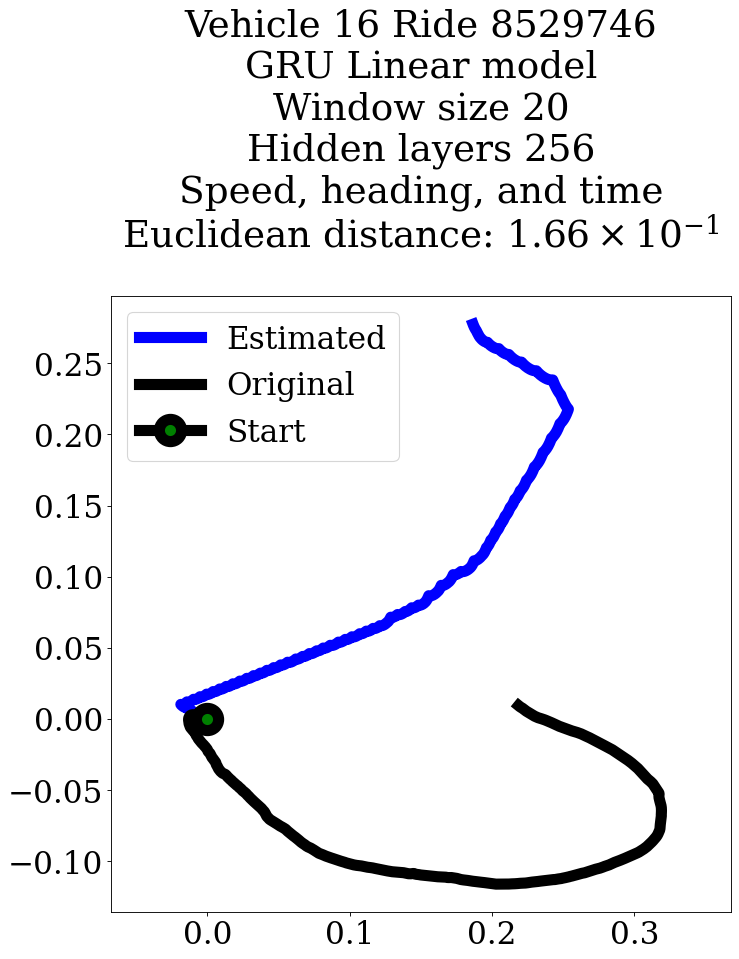 Vehicle 16 Ride 8529746
GRU Linear model
Window size 20
Hidden layers 256
Speed, heading, and time
Euclidean distance: 1.66 × 10⁻¹
Estimated
Original
Start
0.25
0.20
0.15
0.10
0.05
0.00
−0.05
−0.10
0.0 0.1 0.2 0.3